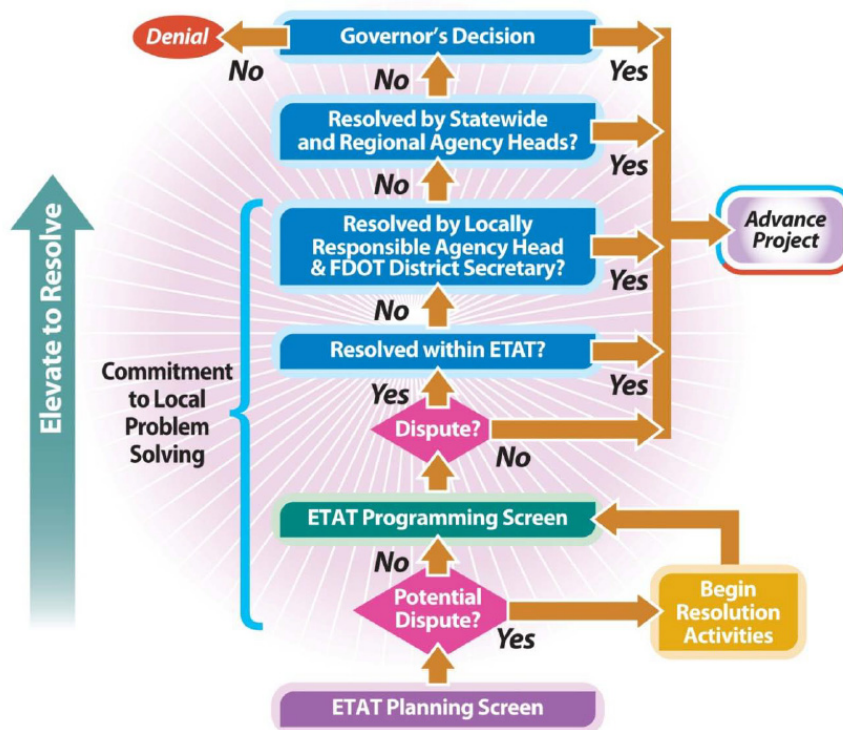 Denial
Governor's Decision
No
Yes
No
Resolved by Statewide
and Regional Agency Heads?
Yes
No
Resolved by Locally
Responsible Agency Head
& FDOT District Secretary?
Yes
Advance
Project
No
Resolved within ETAT?
Yes
Yes
Dispute?
No
Elevate to Resolve
Commitment
to Local
Problem
Solving
ETAT Programming Screen
No
Potential
Dispute?
Yes
Begin
Resolution
Activities
ETAT Planning Screen